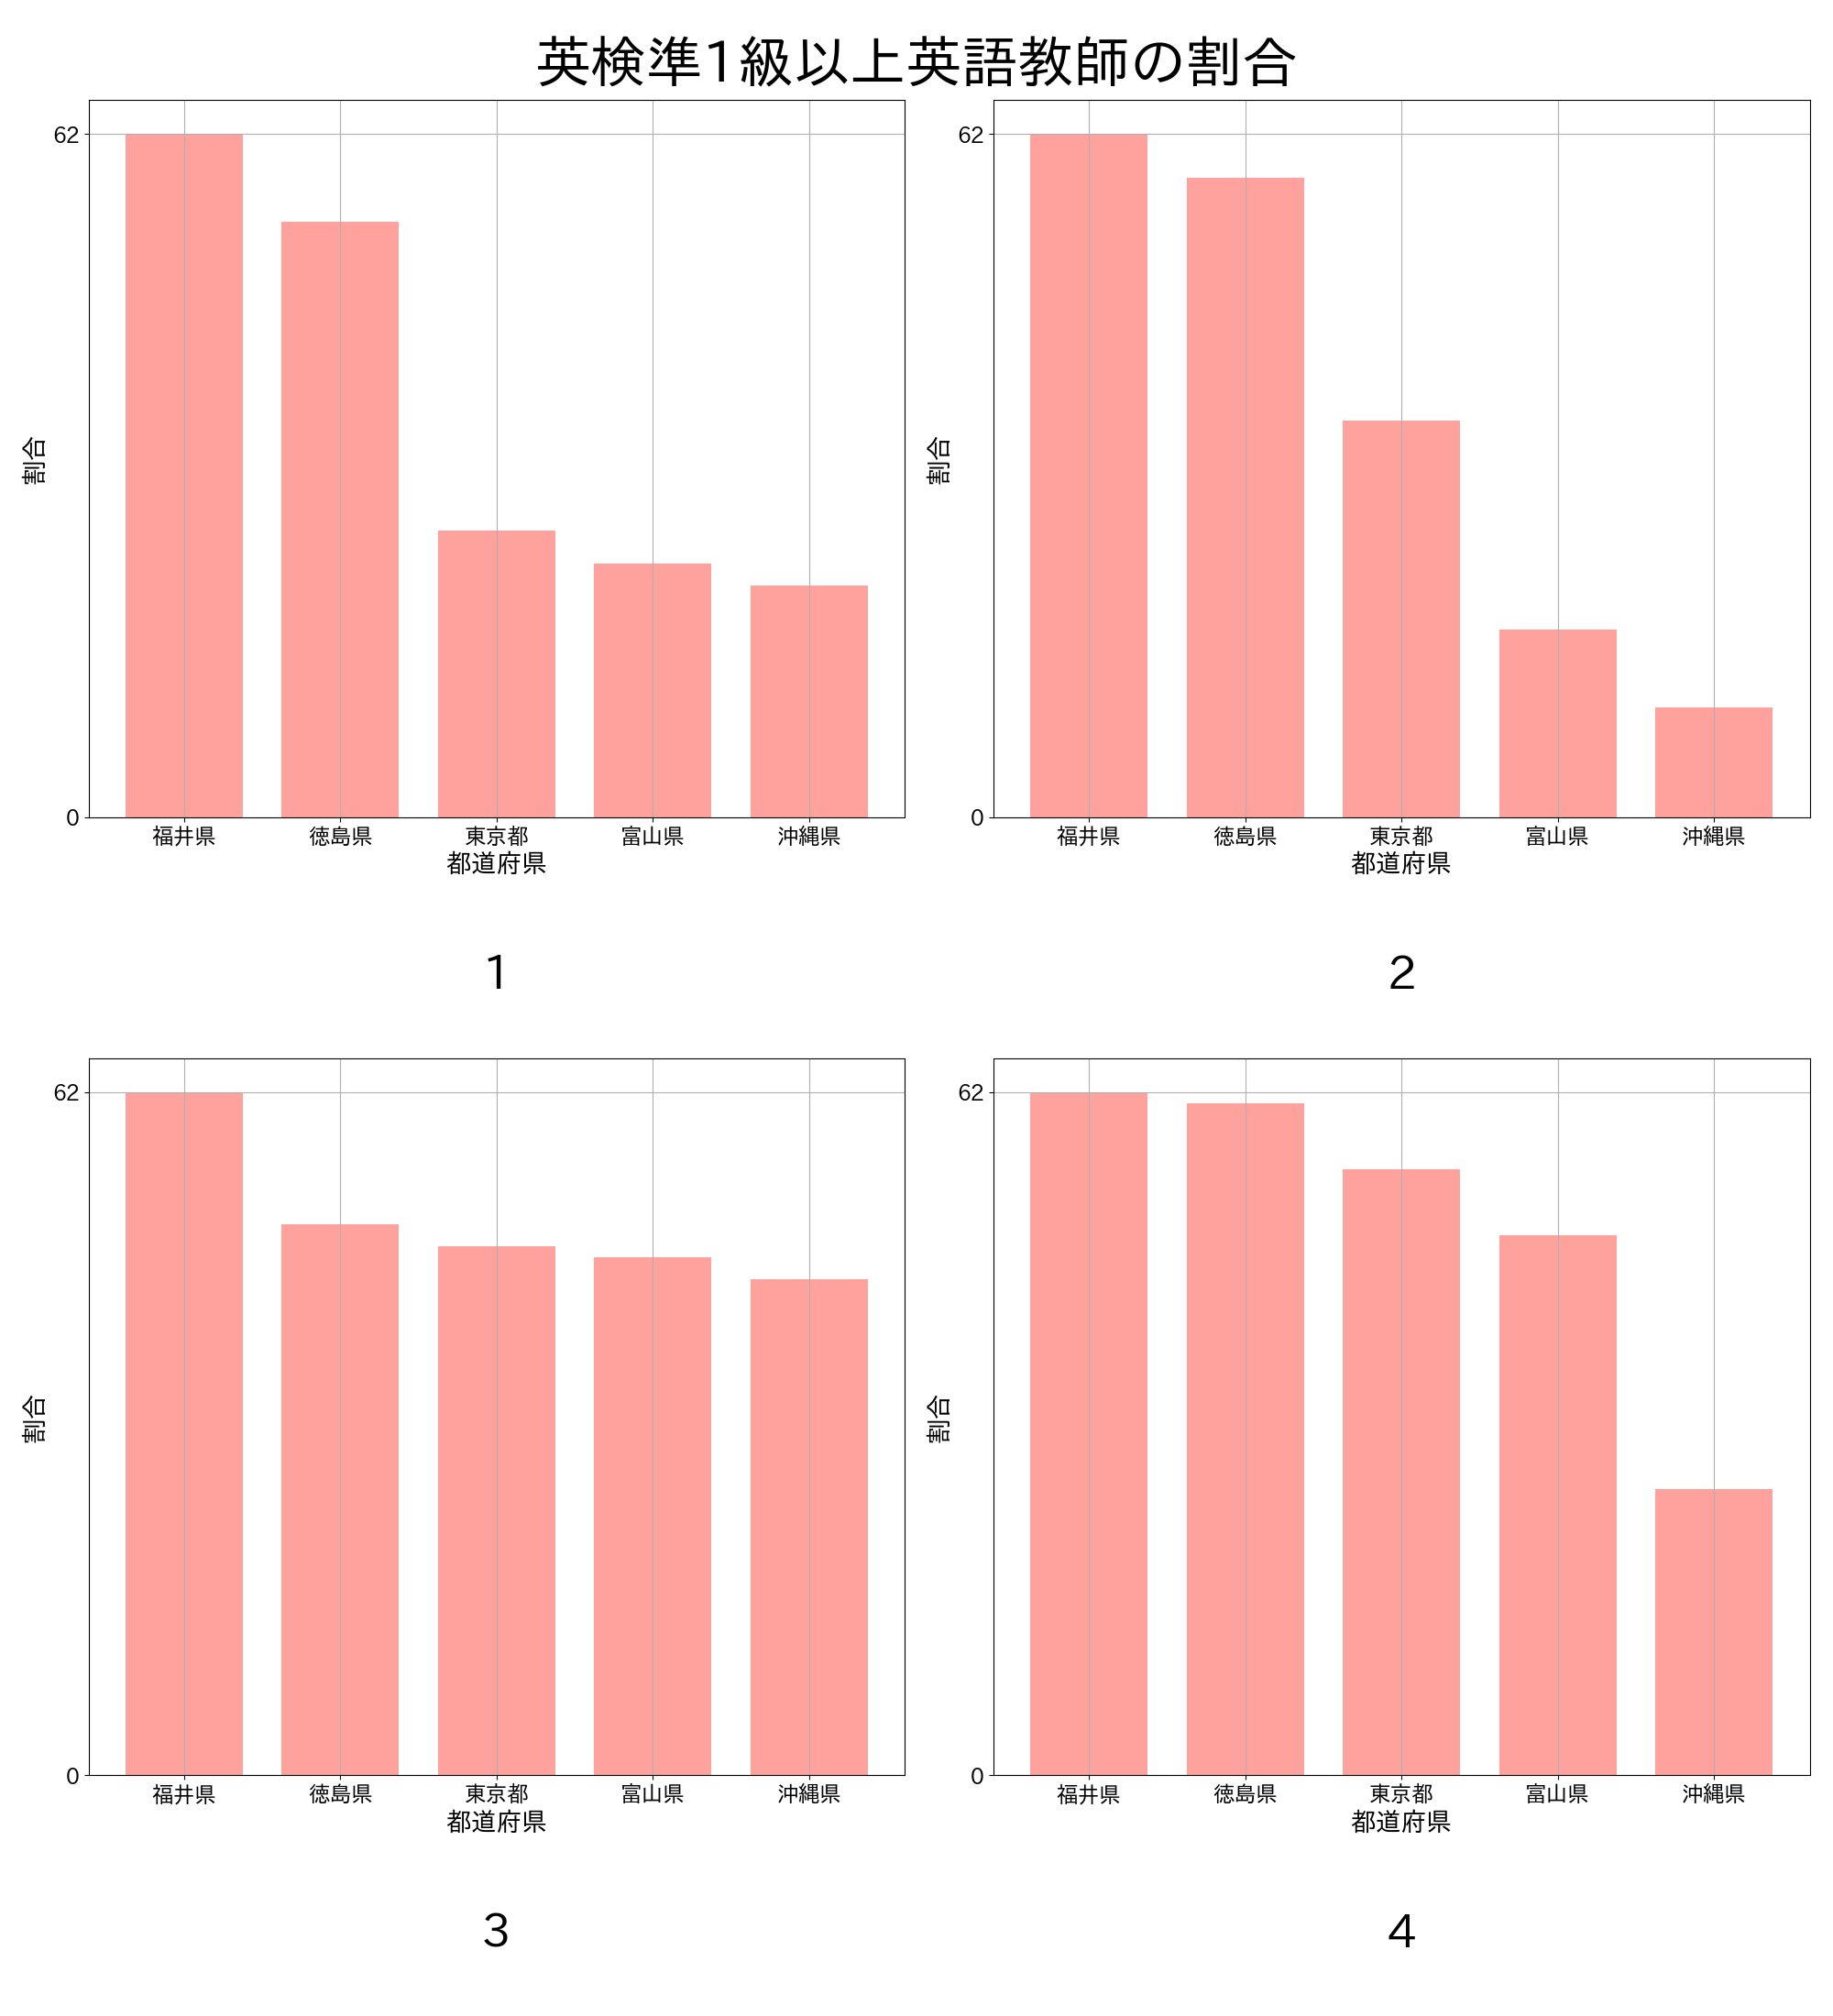 英検準1級以上英語教師の割合
62
0
割合
福井県 徳島県 東京都 富山県 沖縄県
都道府県
1
62
0
割合
福井県 徳島県 東京都 富山県 沖縄県
都道府県
2
62
0
割合
福井県 徳島県 東京都 富山県 沖縄県
都道府県
3
62
0
割合
福井県 徳島県 東京都 富山県 沖縄県
都道府県
4